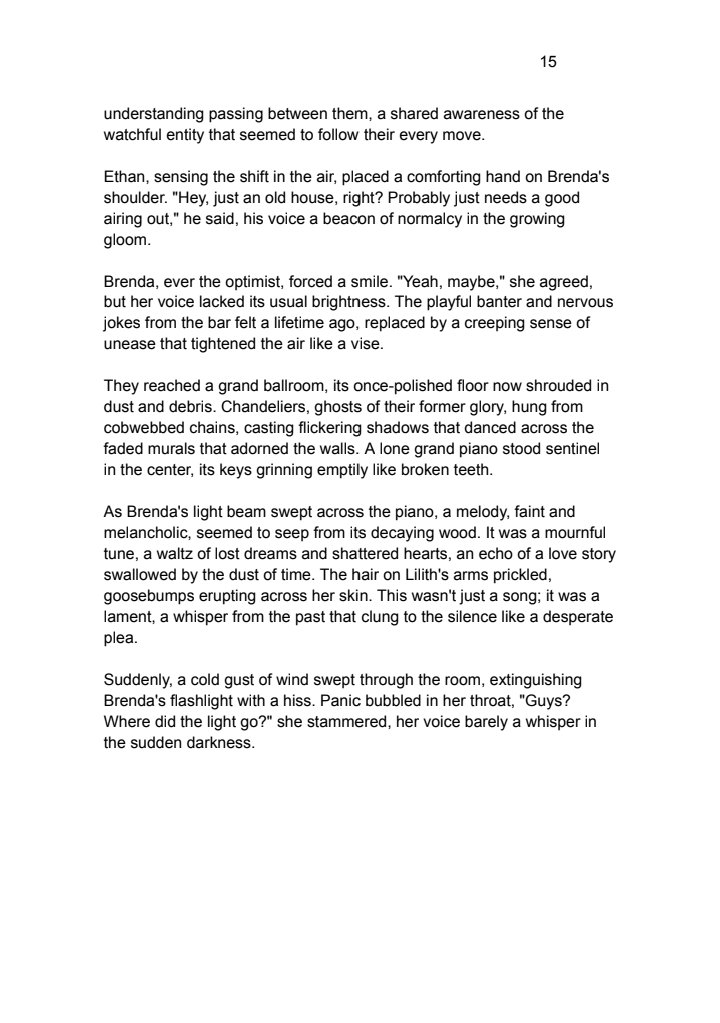 15
understanding passing between them, a shared awareness of the
watchful entity that seemed to follow their every move.
Ethan, sensing the shift in the air, placed a comforting hand on Brenda's
shoulder. "Hey, just an old house, right? Probably just needs a good
airing out," he said, his voice a beacon of normalcy in the growing
gloom.
Brenda, ever the optimist, forced a smile. "Yeah, maybe," she agreed,
but her voice lacked its usual brightness. The playful banter and nervous
jokes from the bar felt a lifetime ago, replaced by a creeping sense of
unease that tightened the air like a vise.
They reached a grand ballroom, its once-polished floor now shrouded in
dust and debris. Chandeliers, ghosts of their former glory, hung from
cobwebbed chains, casting flickering shadows that danced across the
faded murals that adorned the walls. A lone grand piano stood sentinel
in the center, its keys grinning emptily like broken teeth.
As Brenda's light beam swept across the piano, a melody, faint and
melancholic, seemed to seep from its decaying wood. It was a mournful
tune, a waltz of lost dreams and shattered hearts, an echo of a love story
swallowed by the dust of time. The hair on Lilith's arms prickled,
goosebumps erupting across her skin. This wasn't just a song; it was a
lament, a whisper from the past that clung to the silence like a desperate
plea.
Suddenly, a cold gust of wind swept through the room, extinguishing
Brenda's flashlight with a hiss. Panic bubbled in her throat, "Guys?
Where did the light go?" she stammered, her voice barely a whisper in
the sudden darkness.